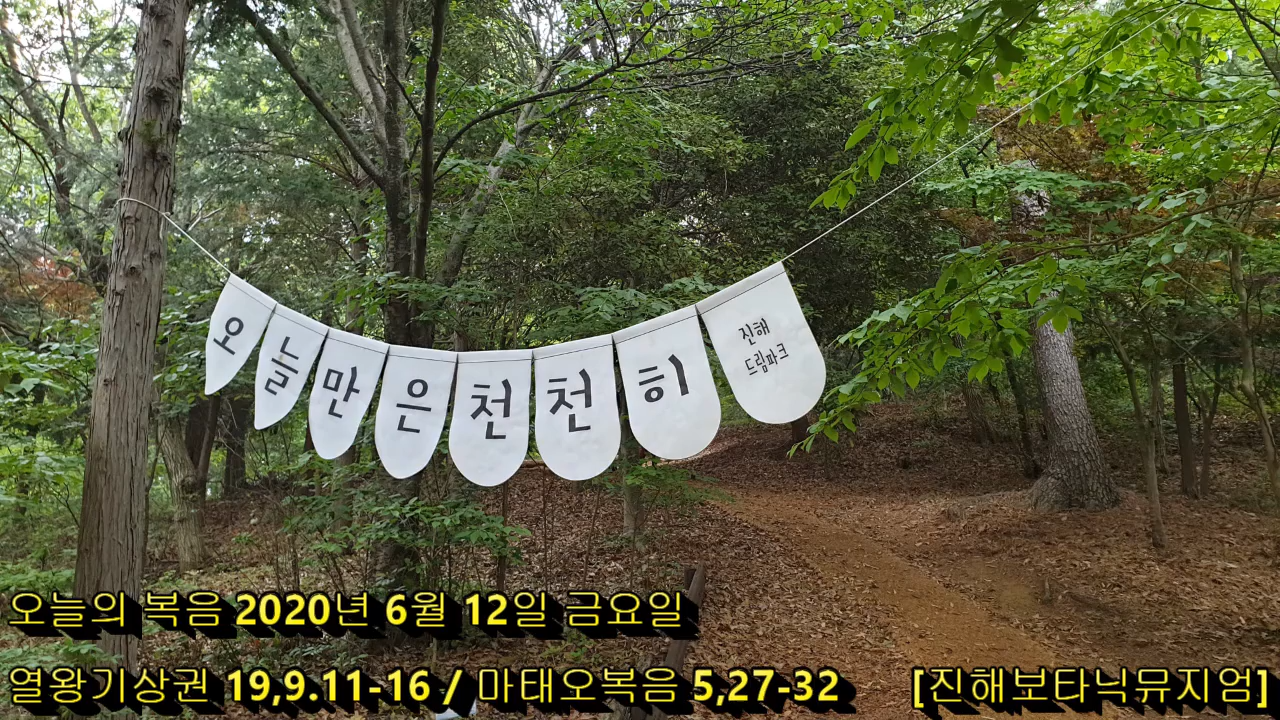 오늘만은천천히
진해
드림파크
오늘의 복음 2020년 6월 12일 금요일
열왕기상권 19,9.11-16 / 마태오복음 5,27-32 [진해보타닉뮤지엄]